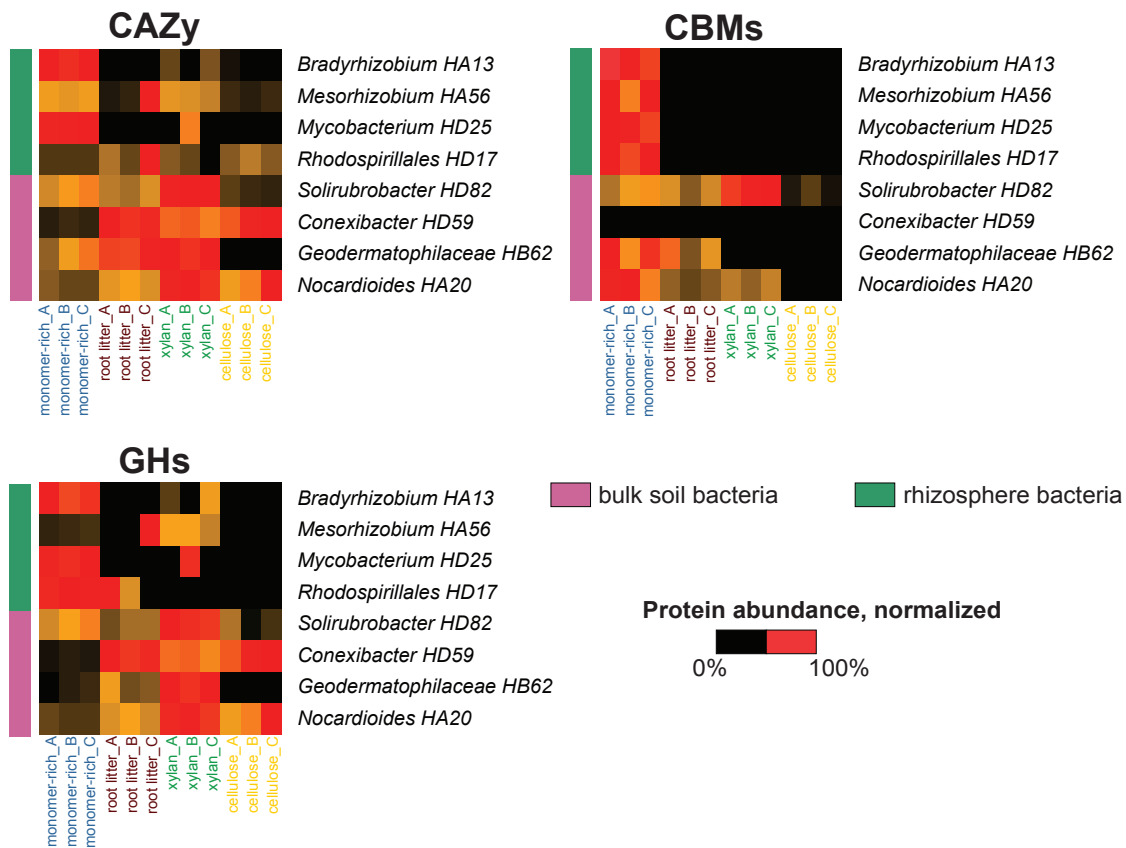 CAZy
Bradyrhizobium HA13
Mesorhizobium HA56
Mycobacterium HD25
Rhodospirillales HD17
Solirubrobacter HD82
Conexibacter HD59
Geodermatophilaceae HB62
Nocardioides HA20
monomer-rich_A
monomer-rich_B
monomer-rich_C
root litter_A
root litter_B
root litter_C
xylan_A
xylan_B
xylan_C
cellulose_A
cellulose_B
cellulose_C
CBMs
Bradyrhizobium HA13
Mesorhizobium HA56
Mycobacterium HD25
Rhodospirillales HD17
Solirubrobacter HD82
Conexibacter HD59
Geodermatophilaceae HB62
Nocardioides HA20
monomer-rich_A
monomer-rich_B
monomer-rich_C
root litter_A
root litter_B
root litter_C
xylan_A
xylan_B
xylan_C
cellulose_A
cellulose_B
cellulose_C
GHs
Bradyrhizobium HA13
Mesorhizobium HA56
Mycobacterium HD25
Rhodospirillales HD17
Solirubrobacter HD82
Conexibacter HD59
Geodermatophilaceae HB62
Nocardioides HA20
monomer-rich_A
monomer-rich_B
monomer-rich_C
root litter_A
root litter_B
root litter_C
xylan_A
xylan_B
xylan_C
cellulose_A
cellulose_B
cellulose_C
bulk soil bacteria
rhizosphere bacteria
Protein abundance, normalized
0% 100%